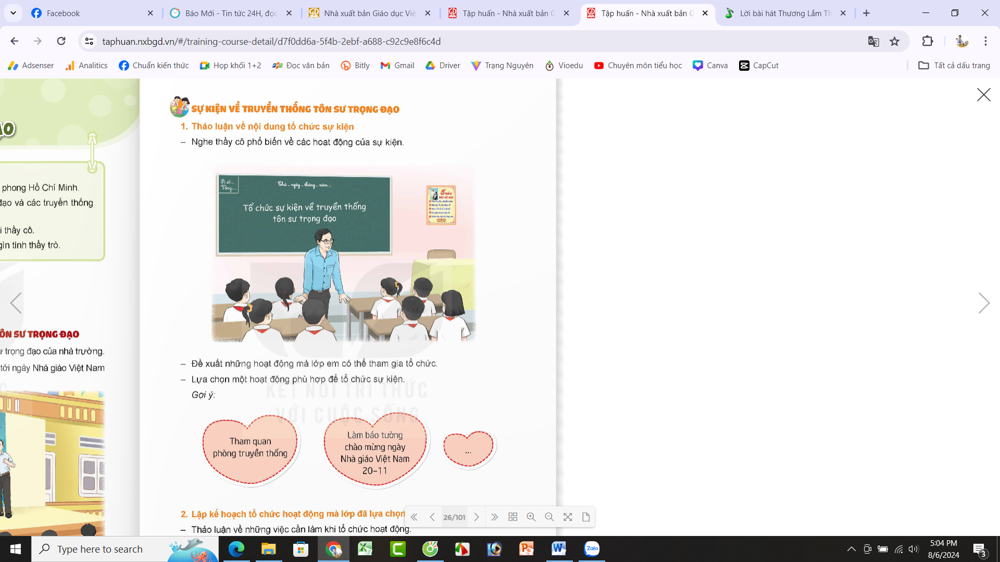 Facebook
Báo Mới - Tin tức 24H, đọc
Nhà xuất bản Giáo dục Việ
Tập huấn - Nhà xuất bản G
Tập huấn - Nhà xuất bản G
Lời bài hát Thương Lắm Th
taphuan.nxbgd.vn/#/training-course-detail/d7f0dd6a-5f4b-2ebf-a688-c92c9e8f6c4d
Adsenser
Analitics
Chuẩn kiến thức
Họp khối 1+2
Đọc văn bản
Bitly
Gmail
Driver
Trạng Nguyên
Vioedu
Chuyên môn tiểu học
Canva
CapCut
Tất cả dấu trang
ẠO
phong Hồ Chí Minh.
đạo và các truyền thống
i thầy cô.
gìn tình thầy trò.
ÔN SƯ TRỌNG ĐẠO
ư trọng đạo của nhà trường.
tới ngày Nhà giáo Việt Nam
SỰ KIỆN VỀ TRUYỀN THỐNG TÔN SƯ TRỌNG ĐẠO
1. Thảo luận về nội dung tổ chức sự kiện
– Nghe thầy cô phổ biến về các hoạt động của sự kiện.
Sĩ số:...
Vắng:...
Thứ .. ngày .. tháng .. năm ..
Tổ chức sự kiện về truyền thống
tôn sư trọng đạo
5 ĐIỀU
BÁC HỒ DẠY
– Đề xuất những hoạt động mà lớp em có thể tham gia tổ chức.
– Lựa chọn một hoạt động phù hợp để tổ chức sự kiện.
Gợi ý:
KẾT NỐI TRI THỨC
VỚI CUỘC SỐNG
Tham quan
phòng truyền thống
Làm báo tường
chào mừng ngày
Nhà giáo Việt Nam
20–11
...
2. Lập kế hoạch tổ chức hoạt động mà lớp đã lựa chọn
– Thảo luận về những việc cần làm khi tổ chức hoạt động.
26/101
Type here to search
Zalo
5:04 PM
8/6/2024
3